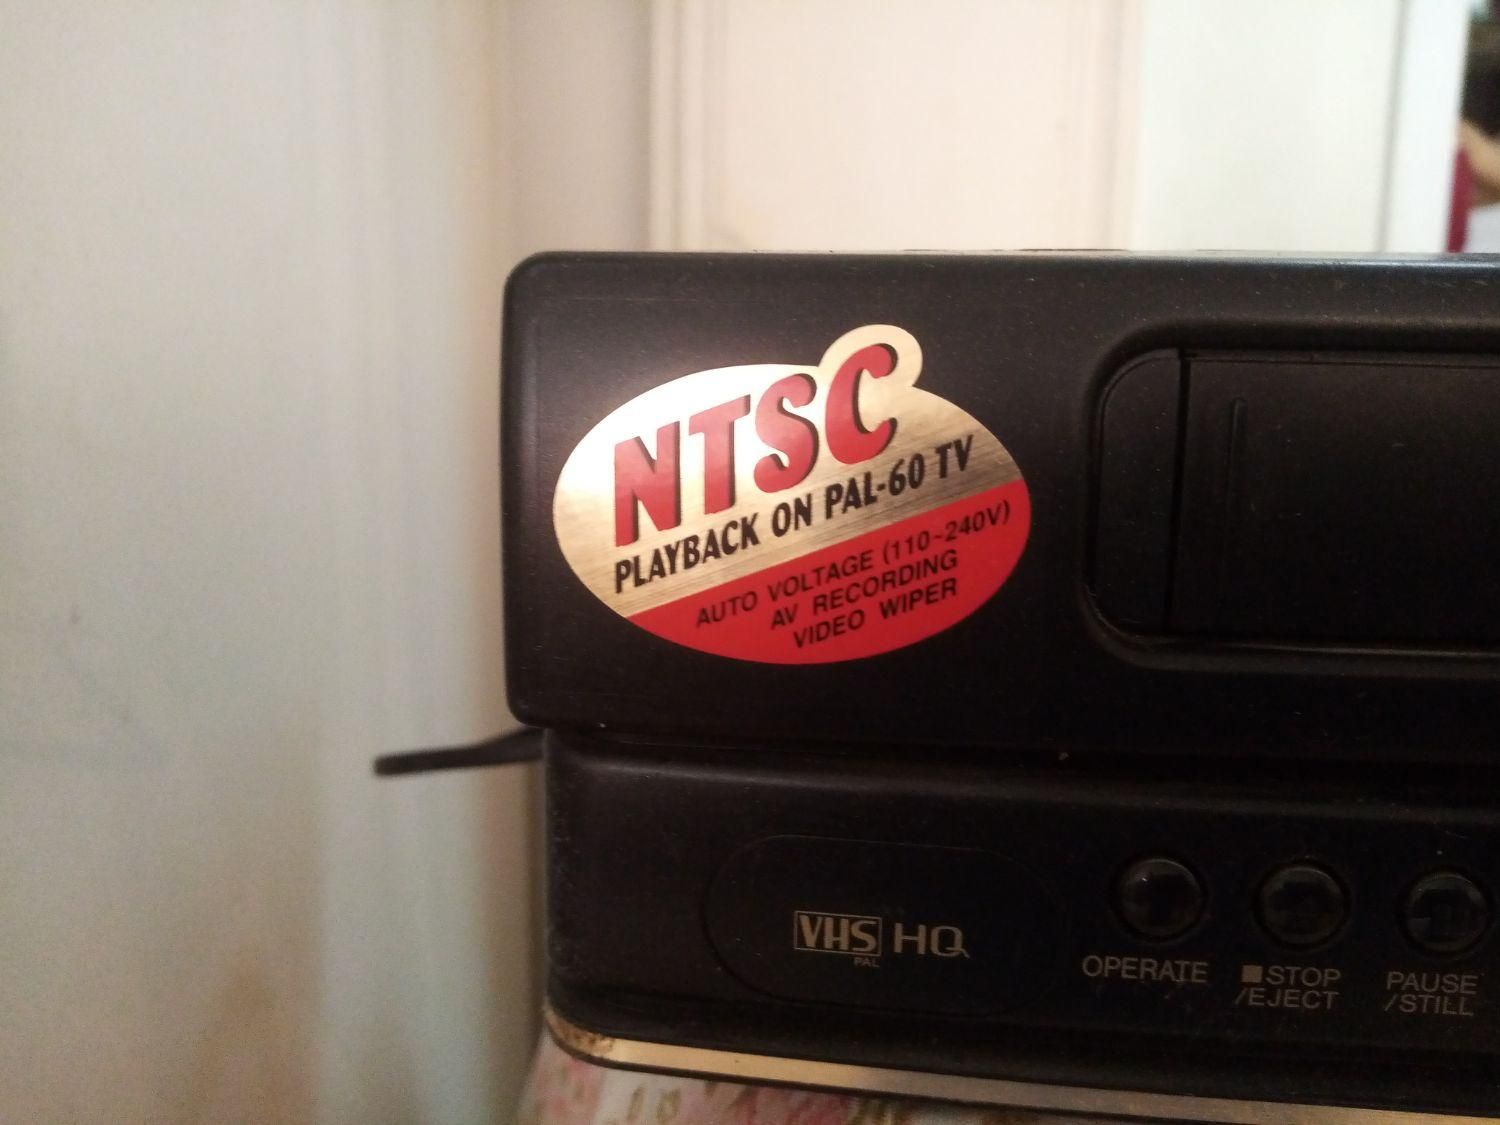 NTSC
PLAYBACK ON PAL-60 TV
AUTO VOLTAGE (110~240V)
AV RECORDING
VIDEO WIPER
VHS HQ
PAL
OPERATE
■STOP
/EJECT
PAUSE
/STILL